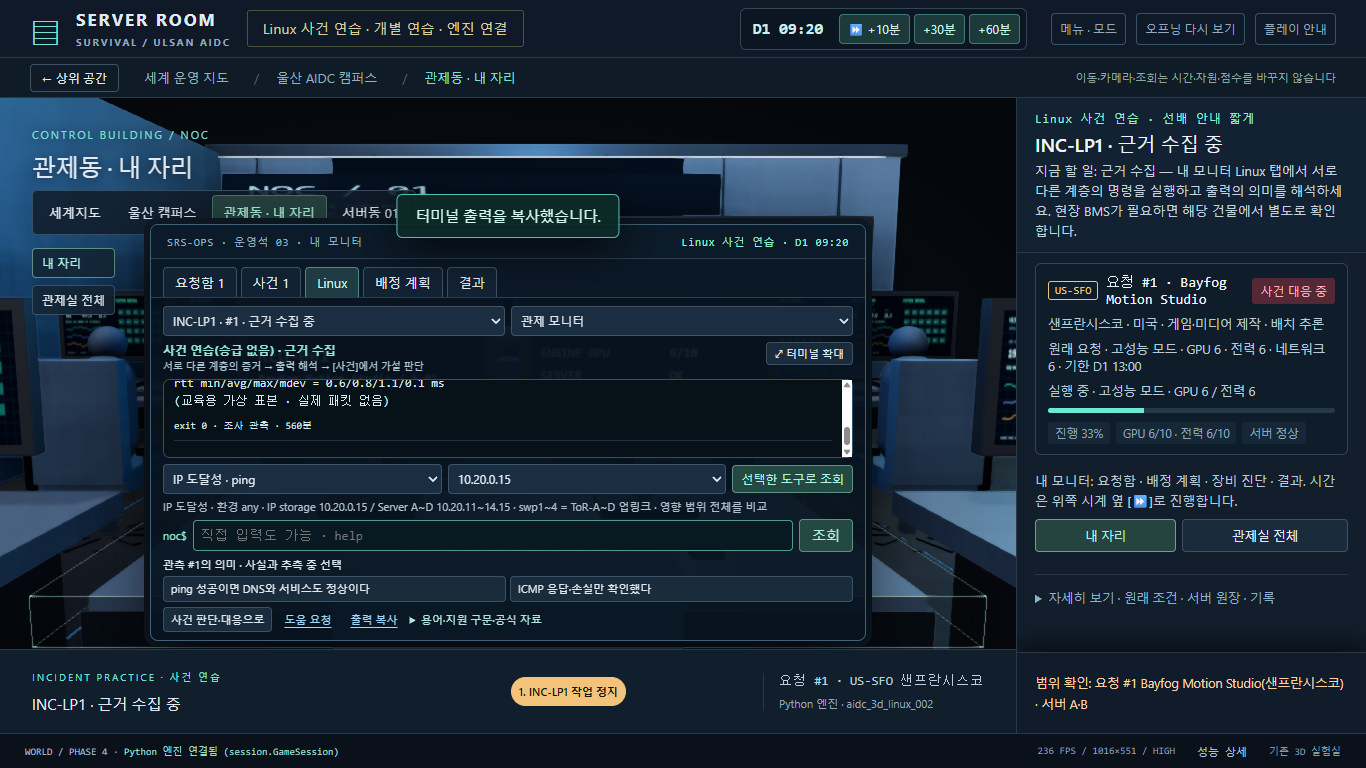 SERVER ROOM
SURVIVAL / ULSAN AIDC
Linux 사건 연습 · 개별 연습 · 엔진 연결
D1 09:20
⏩ +10분
+30분
+60분
메뉴 · 모드
오프닝 다시 보기
플레이 안내
← 상위 공간
세계 운영 지도 / 울산 AIDC 캠퍼스 / 관제동 · 내 자리
이동·카메라·조회는 시간·자원·점수를 바꾸지 않습니다
CONTROL BUILDING / NOC
관제동 · 내 자리
세계지도
울산 캠퍼스
관제동 · 내 자리
서버동 01
내 자리
관제실 전체
터미널 출력을 복사했습니다.
SRS-OPS · 운영석 03 · 내 모니터
Linux 사건 연습 · D1 09:20
요청함 1
사건 1
Linux
배정 계획
결과
INC-LP1 · #1 · 근거 수집 중
관제 모니터
사건 연습(승급 없음) · 근거 수집
서로 다른 계층의 증거 → 출력 해석 → [사건]에서 가설 판단
⤢ 터미널 확대
rtt min/avg/max/mdev = 0.6/0.8/1.1/0.1 ms
(교육용 가상 표본 · 실제 패킷 없음)
exit 0 · 조사 관측 · 560분
IP 도달성 · ping
10.20.0.15
선택한 도구로 조회
IP 도달성 · 환경 any · IP storage 10.20.0.15 / Server A~D 10.20.11~14.15 · swp1~4 = ToR-A~D 업링크 · 영향 범위 전체를 비교
noc$
직접 입력도 가능 · help
조회
관측 #1의 의미 · 사실과 추측 중 선택
ping 성공이면 DNS와 서비스도 정상이다
ICMP 응답·손실만 확인했다
사건 판단·대응으로
도움 요청
출력 복사
▶ 용어·지원 구문·공식 자료
Linux 사건 연습 · 선배 안내 짧게
INC-LP1 · 근거 수집 중
지금 할 일: 근거 수집 — 내 모니터 Linux 탭에서 서로
다른 계층의 명령을 실행하고 출력의 의미를 해석하세
요. 현장 BMS가 필요하면 해당 건물에서 별도로 확인
합니다.
US-SFO
요청 #1 · Bayfog
Motion Studio
사건 대응 중
샌프란시스코 · 미국 · 게임·미디어 제작 · 배치 추론
원래 요청 · 고성능 모드 · GPU 6 · 전력 6 · 네트워크
6 · 기한 D1 13:00
실행 중 · 고성능 모드 · GPU 6 / 전력 6
진행 33%
GPU 6/10 · 전력 6/10
서버 정상
내 모니터: 요청함 · 배정 계획 · 장비 진단 · 결과. 시간
은 위쪽 시계 옆 [⏩]로 진행합니다.
내 자리
관제실 전체
▶ 자세히 보기 · 원래 조건 · 서버 원장 · 기록
INCIDENT PRACTICE · 사건 연습
INC-LP1 · 근거 수집 중
1. INC-LP1 작업 정지
요청 #1 · US-SFO 샌프란시스코
Python 엔진 · aidc_3d_linux_002
범위 확인: 요청 #1 Bayfog Motion Studio(샌프란시스코)
· 서버 A·B
WORLD / PHASE 4 · Python 엔진 연결됨 (session.GameSession)
236 FPS / 1016×551 / HIGH
성능 상세
기존 3D 실험실